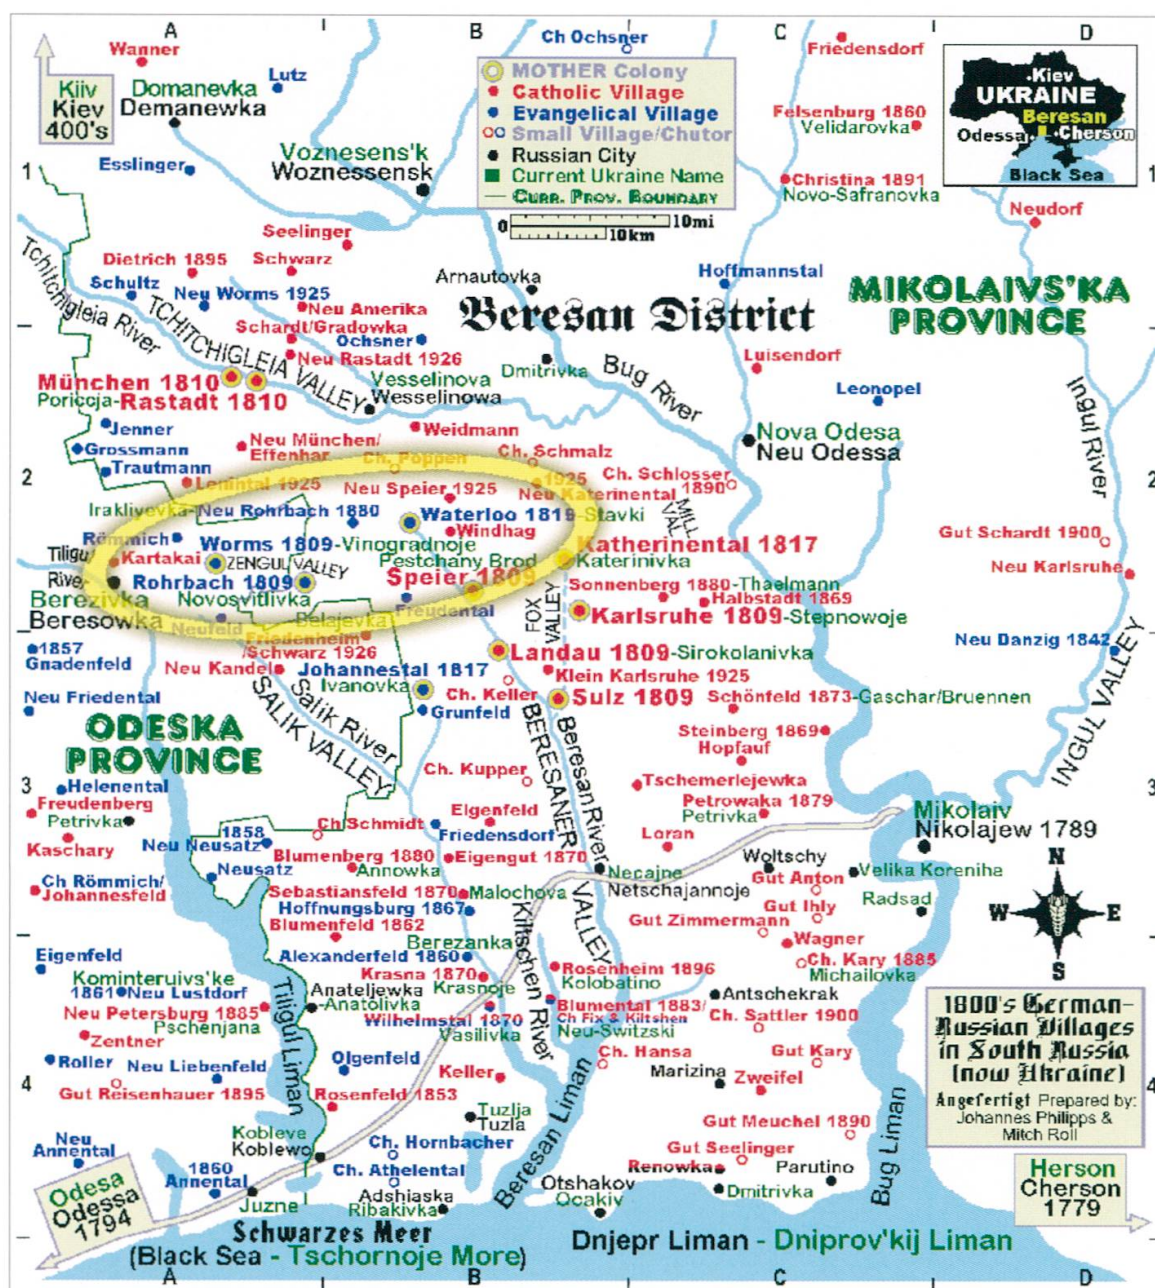 A B C D
Wanner
Ch Ochsner
Friedensdorf
Kiiv
Kiev
400's
Domanevka
Demanewka
Lutz
MOTHER Colony
Catholic Village
Evangelical Village
Small Village/Chutor
Russian City
Current Ukraine Name
CURR. PROV. BOUNDARY
0 10mi
10km
Felsenburg 1860
Velidarovka
Kiev
UKRAINE
Beresan
Odessa
Cherson
Black Sea
Esslinger
Voznesens'k
Woznessensk
1
1
Christina 1891
Novo-Safranovka
Neudorf
Seelinger
Dietrich 1895
Schwarz
Schultz
Neu Worms 1925
Neu Amerika
Arnautovka
Hoffmannstal
MIKOLAIVS'KA
PROVINCE
Beresan District
Tchitchigleia River
TCHITCHIGLEIA VALLEY
Schardt/Gradowka
Ochsner
Neu Rastadt 1926
Dmitrivka
Bug River
Luisendorf
Leonopel
München 1810
Poriccja-Rastadt 1810
Vesselinova
Wesselinowa
Ingul River
Jenner
Grossmann
Trautmann
Neu München/
Effenhar
Weidmann
Ch. Poppen
Ch. Schmalz
Nova Odesa
Neu Odessa
2
2
Lenintal 1925
Neu Speier 1925
1925
Neu Katerinental 1890
Ch. Schlosser
MILL
VAL
Iraklivevka-Neu Rohrbach 1880
Waterloo 1819-Stavki
Windhag
Gut Schardt 1900
Römmich
Worms 1809-Vinogradnoje
Pestchany Brod
Katherinental 1817
Katerinivka
Neu Karlsruhe
Tiligul
River
Kartakai
ZENGUL VALLEY
Rohrbach 1809
Speier 1809
Sonnenberg 1880-Thaelmann
Halbstadt 1869
Berezivka
Beresowka
Novosvitlivka
Freudental
FOX
VALLEY
Karlsruhe 1809-Stepnowoje
Neufeld
Belajevka
Friedenheim
Schwarz 1926
Neu Danzig 1842
1857
Gnadenfeld
Neu Kandel
Johannestal 1817
Ivanovka
Landau 1809-Sirokolanivka
Klein Karlsruhe 1925
Ch. Keller
Sulz 1809
Schönfeld 1873-Gaschar/Bruennen
Neu Friedental
Salik River
SALIK VALLEY
Grunfeld
BERESANER VALLEY
Beresan River
INGUL VALLEY
ODESKA
PROVINCE
Steinberg 1869
Hopfauf
Ch. Kupper
Tschemerlejewka
3
3
Helenental
Freudenberg
Petrivka
Kaschary
Eigenfeld
Petrowaka 1879
Petrivka
Loran
Mikolaiv
Nikolajew 1789
1858
Neu Neusatz
Ch Schmidt
Friedensdorf
Blumenberg 1880
Annowka
Eigengut 1870
Neusatz
Necajne
Netschajannoje
Woltschy
Velika Koreniha
Ch Römmich/
Johannesfeld
Sebastiansfeld 1870
Malochova
Hoffnungsburg 1867
Gut Anton
Gut Ihly
Radsad
Blumenfeld 1862
Gut Zimmermann
Wagner
N
W E
S
Berezanka
Kiltschen River
Alexanderfeld 1860
Eigenfeld
Krasna 1870
Krasnoje
Rosenheim 1896
Kolobatino
Ch. Kary 1885
Michailovka
Kominteruivs'ke
1861 Neu Lustdorf
Neu Petersburg 1885
Pschenjana
Anateljewka
-Anatolivka
Tiligul Liman
Wilhelmstal 1870
Vasilivka
Blumental 1883/
Ch Fix & Kiltshen
Neu-Switzski
Antschekrak
Ch. Sattler 1900
1800's German-
Russian Villages
in South Russia
(now Ukraine)
Angefertigt Prepared by:
Johannes Philipps &
Mitch Roll
Zentner
Roller
Neu Liebenfeld
Gut Reisenhauer 1895
Olgenfeld
Keller
Ch. Hansa
Marizina
Gut Kary
Zweifel
4
4
Rosenfeld 1853
Tuzlja
Tuzla
Beresan Liman
Gut Meuchel 1890
Bug Liman
Neu
Annental
Kobleve
Koblewo
Ch. Hornbacher
Gut Seelinger
Renowka
Parutino
Odesa
Odessa
1794
1860
Annental
Juzne
Ch. Athelental
Adshiaska
Ribakivka
Otshakov
Ocakiv
Dmitrivka
Herson
Cherson
1779
Schwarzes Meer
(Black Sea - Tschornoje More)
Dnjepr Liman - Dniprov'kij Liman
A B C D